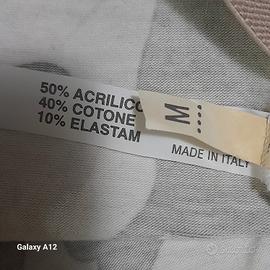 50% ACRILICO
40% COTONE
10% ELASTAM
M
MADE IN ITALY
Galaxy A12